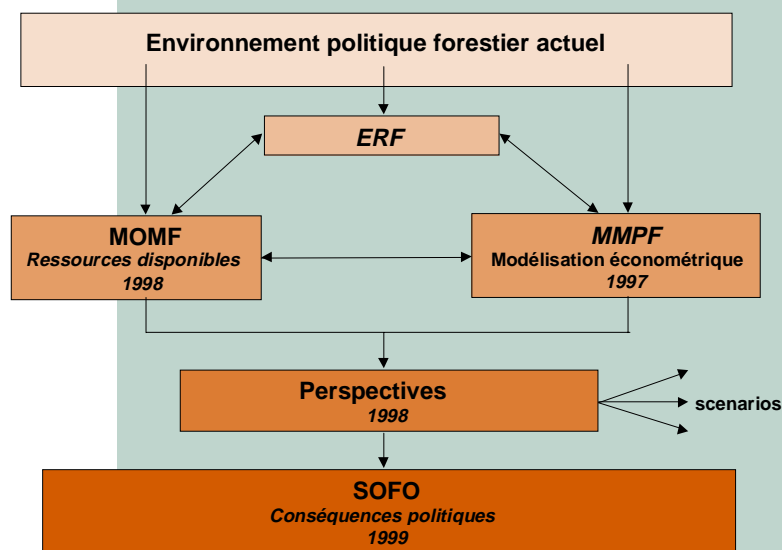 Environnement politique forestier actuel
ERF
MOMF
Ressources disponibles
1998
MMPF
Modélisation économétrique
1997
Perspectives
1998
scenarios
SOFO
Conséquences politiques
1999